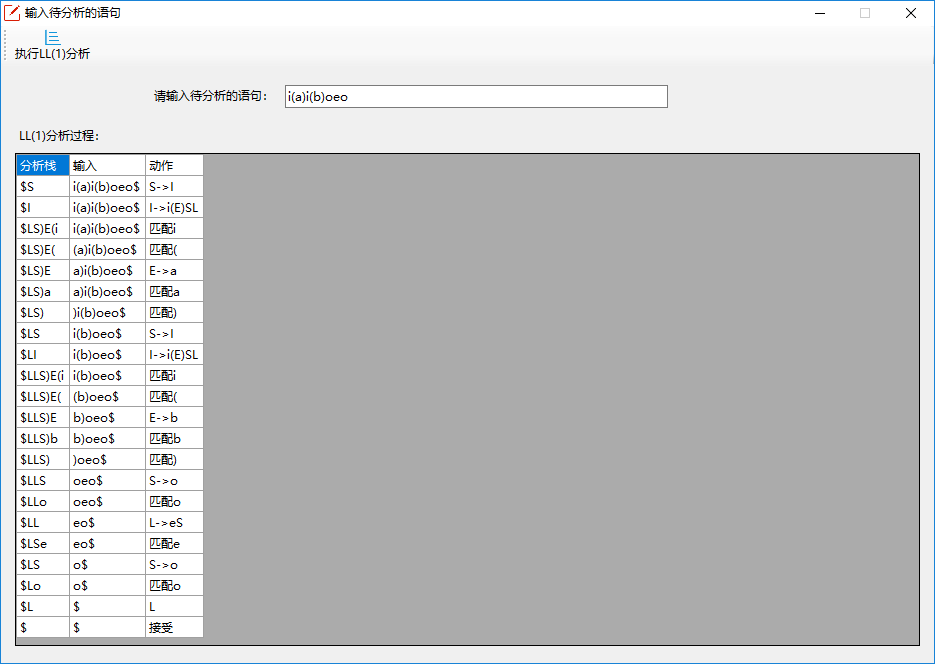 输入待分析的语句
执行LL(1)分析
请输入待分析的语句： i(a)i(b)oeo
LL(1)分析过程：
分析栈 输入 动作
$S i(a)i(b)oeo$ S->I
$I i(a)i(b)oeo$ I->i(E)SL
$LS)E(i i(a)i(b)oeo$ 匹配i
$LS)E( (a)i(b)oeo$ 匹配(
$LS)E a)i(b)oeo$ E->a
$LS)a a)i(b)oeo$ 匹配a
$LS) )i(b)oeo$ 匹配)
$LS i(b)oeo$ S->I
$LI i(b)oeo$ I->i(E)SL
$LLS)E(i i(b)oeo$ 匹配i
$LLS)E( (b)oeo$ 匹配(
$LLS)E b)oeo$ E->b
$LLS)b b)oeo$ 匹配b
$LLS) )oeo$ 匹配)
$LLS oeo$ S->o
$LLo oeo$ 匹配o
$LL eo$ L->eS
$LSe eo$ 匹配e
$LS o$ S->o
$Lo o$ 匹配o
$L $ L
$ $ 接受